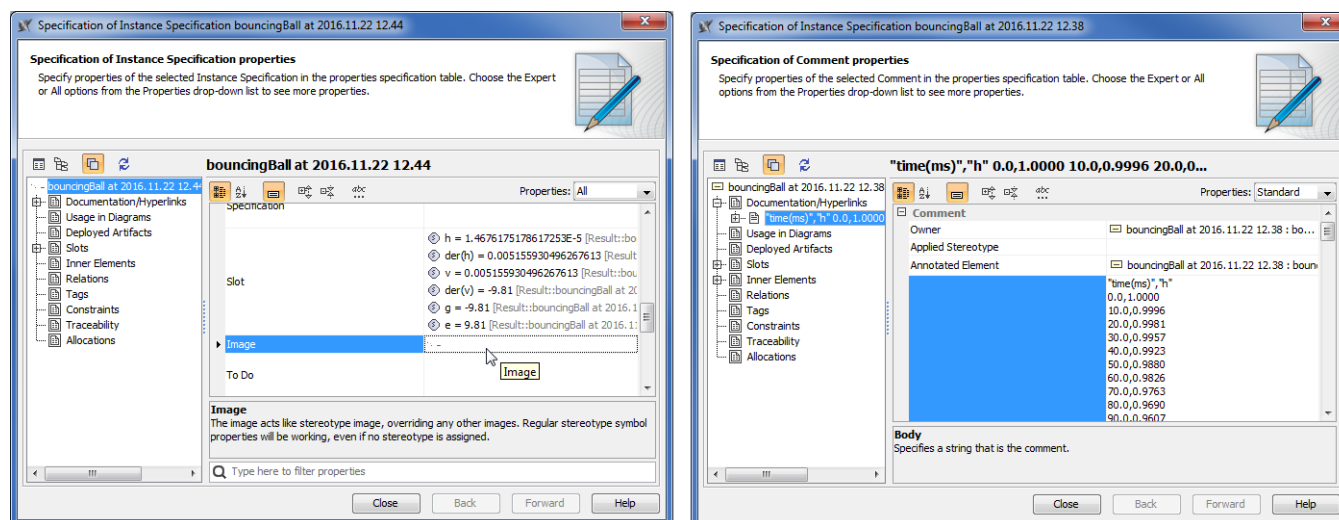 Specification of Instance Specification bouncingBall at 2016.11.22 12.44
Specification of Instance Specification properties
Specify properties of the selected Instance Specification in the properties specification table. Choose the Expert
or All options from the Properties drop-down list to see more properties.
bouncingBall at 2016.11.22 12.44
bouncingBall at 2016.11.22 12.44
Documentation/Hyperlinks
Usage in Diagrams
Deployed Artifacts
Slots
Inner Elements
Relations
Tags
Constraints
Traceability
Allocations
Properties: All
Specification
Slot
h = 1.4676175178617253E-5 [Result::bo
der(h) = 0.005155930496267613 [Result
v = 0.005155930496267613 [Result::bou
der(v) = -9.81 [Result::bouncingBall at 20
g = -9.81 [Result::bouncingBall at 2016.1
e = 9.81 [Result::bouncingBall at 2016.11
Image
Image
To Do
Image
The image acts like stereotype image, overriding any other images. Regular stereotype symbol
properties will be working, even if no stereotype is assigned.
Type here to filter properties
Close Back Forward Help
Specification of Instance Specification bouncingBall at 2016.11.22 12.38
Specification of Comment properties
Specify properties of the selected Comment in the properties specification table. Choose the Expert or All
options from the Properties drop-down list to see more properties.
"time(ms)","h" 0.0,1.0000 10.0,0.9996 20.0,0...
bouncingBall at 2016.11.22 12.38
Documentation/Hyperlinks
"time(ms)","h" 0.0,1.0000
Usage in Diagrams
Deployed Artifacts
Slots
Inner Elements
Relations
Tags
Constraints
Traceability
Allocations
Properties: Standard
Comment
Owner bouncingBall at 2016.11.22 12.38 : bo...
Applied Stereotype
Annotated Element bouncingBall at 2016.11.22 12.38 : boun
"time(ms)","h"
0.0,1.0000
10.0,0.9996
20.0,0.9981
30.0,0.9957
40.0,0.9923
50.0,0.9880
60.0,0.9826
70.0,0.9763
80.0,0.9690
90.0,0.9607
Body
Specifies a string that is the comment.
Close Back Forward Help